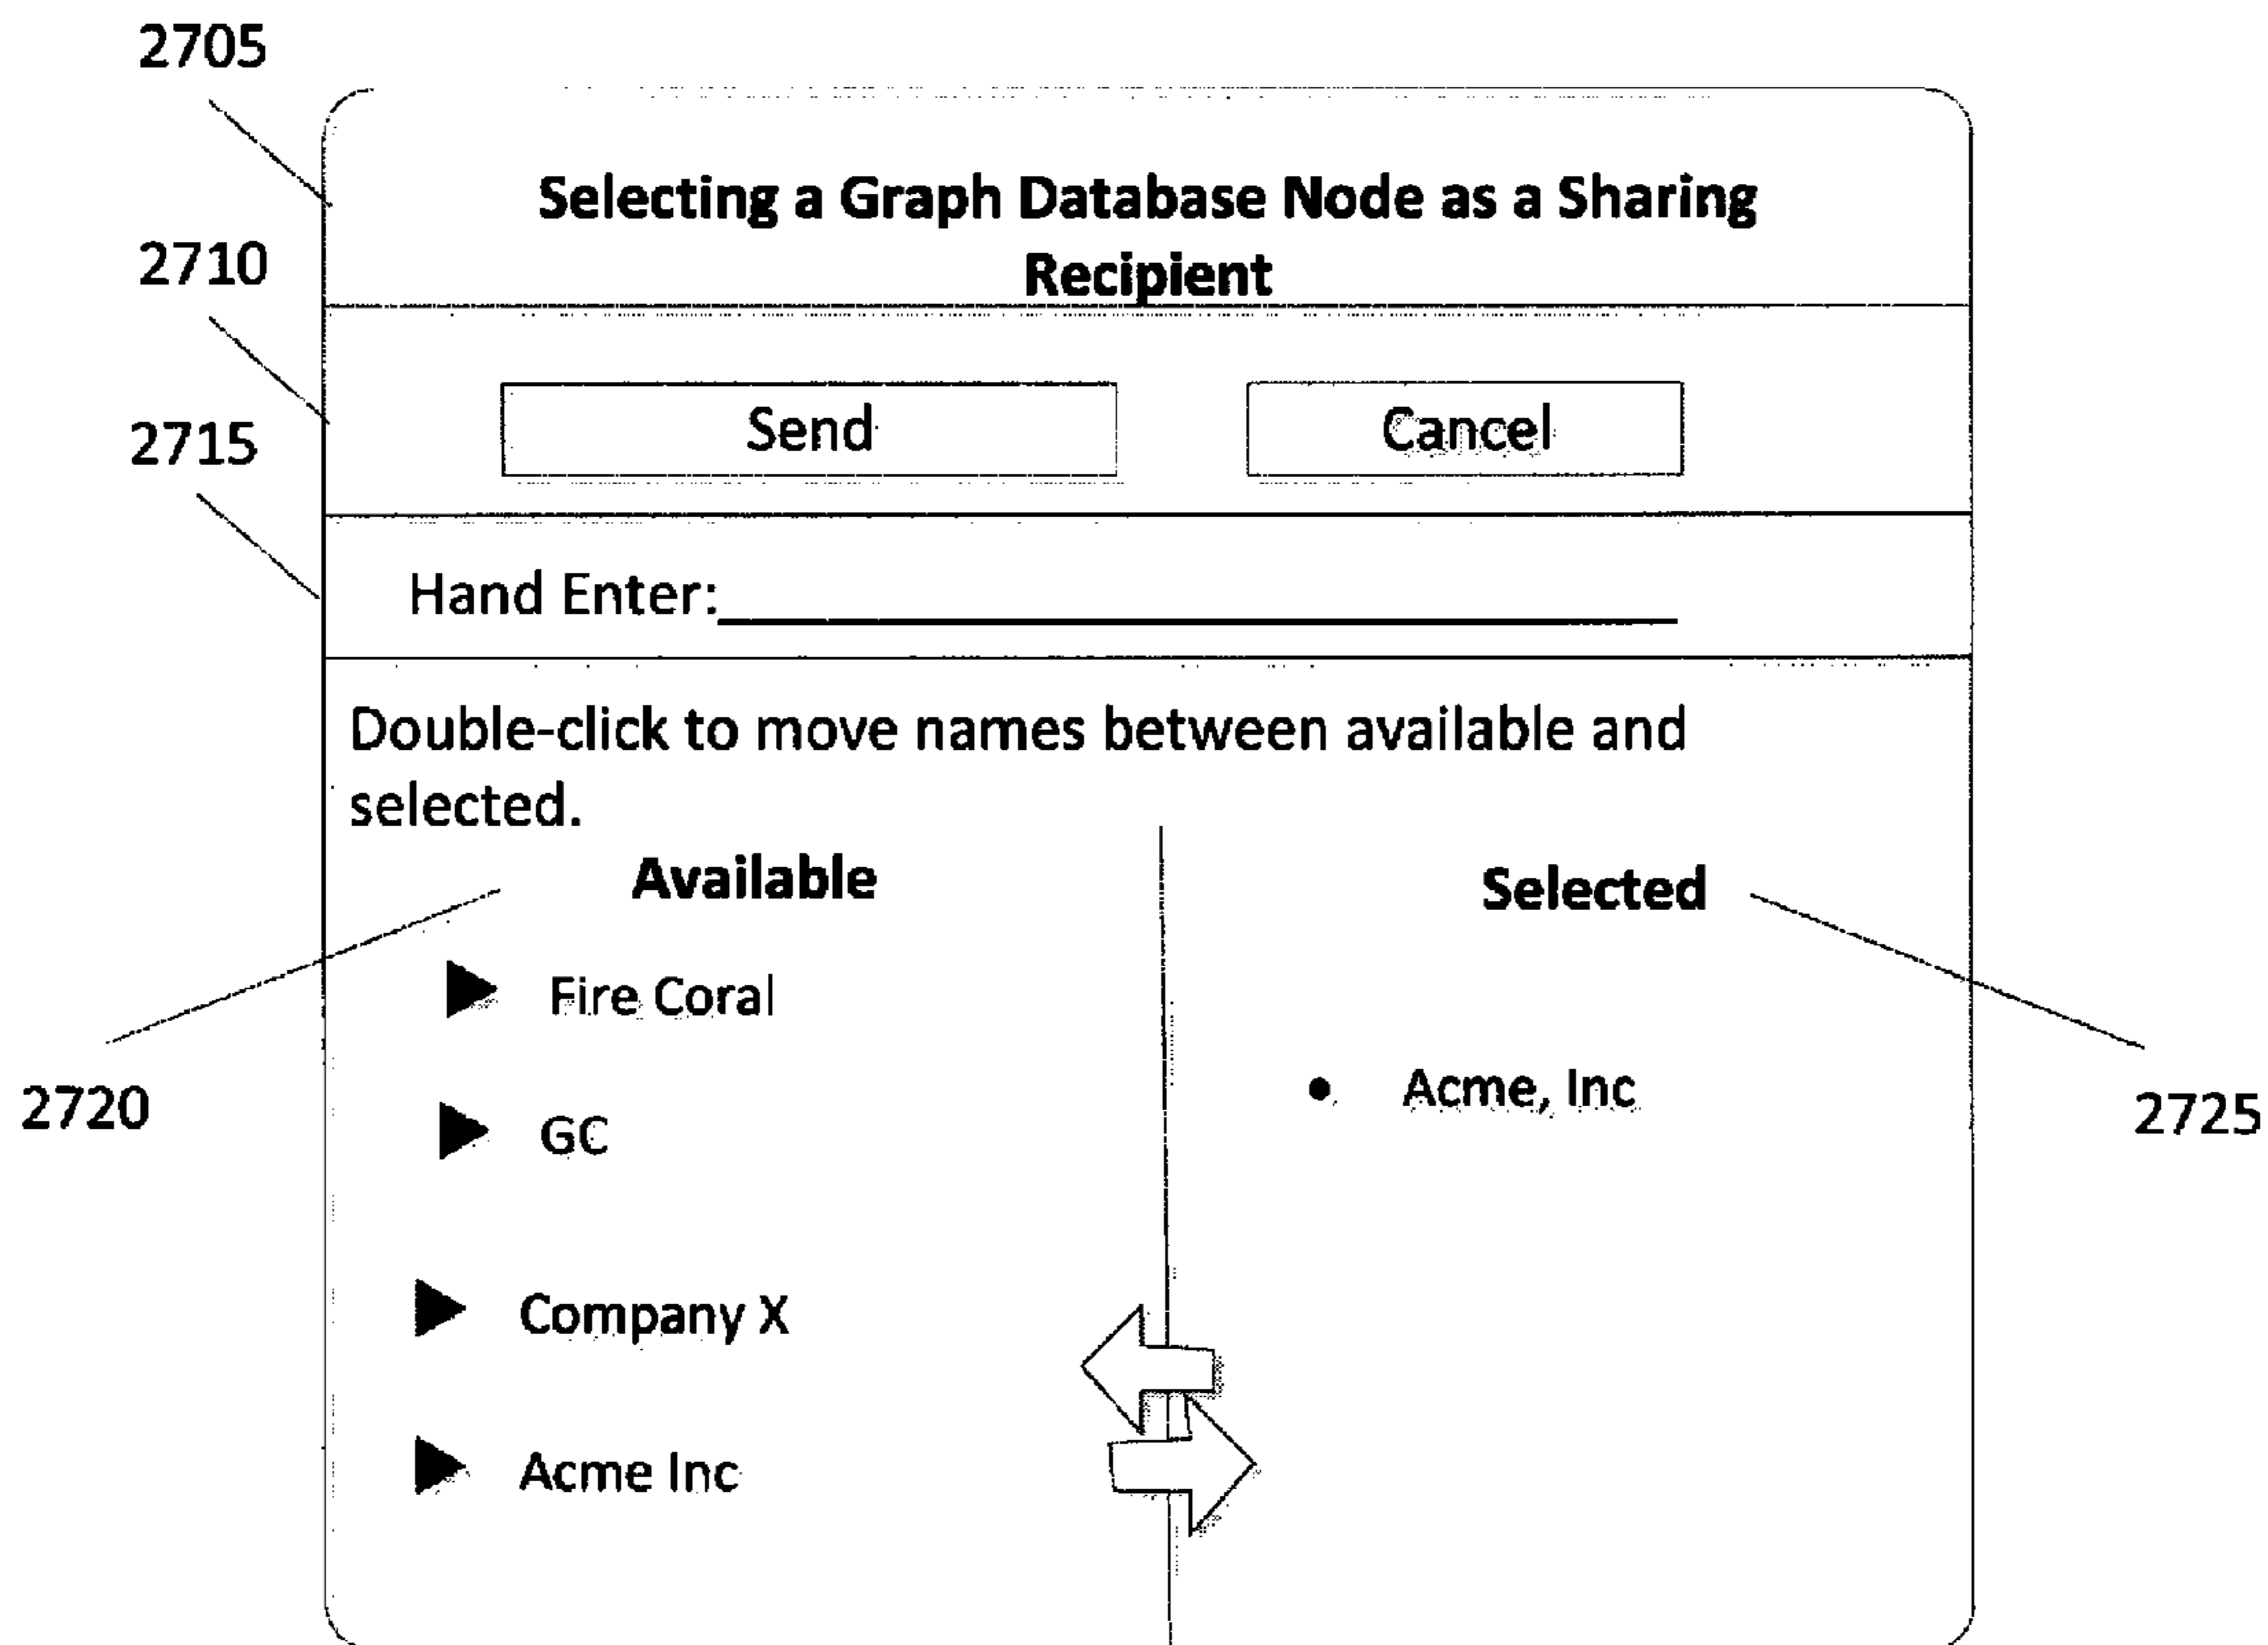 2705
Selecting a Graph Database Node as a Sharing
Recipient
2710
Send Cancel
2715
Hand Enter:
Double-click to move names between available and
selected.
Available Selected
Fire Coral
• Acme, Inc
2720
GC
2725
Company X
Acme Inc